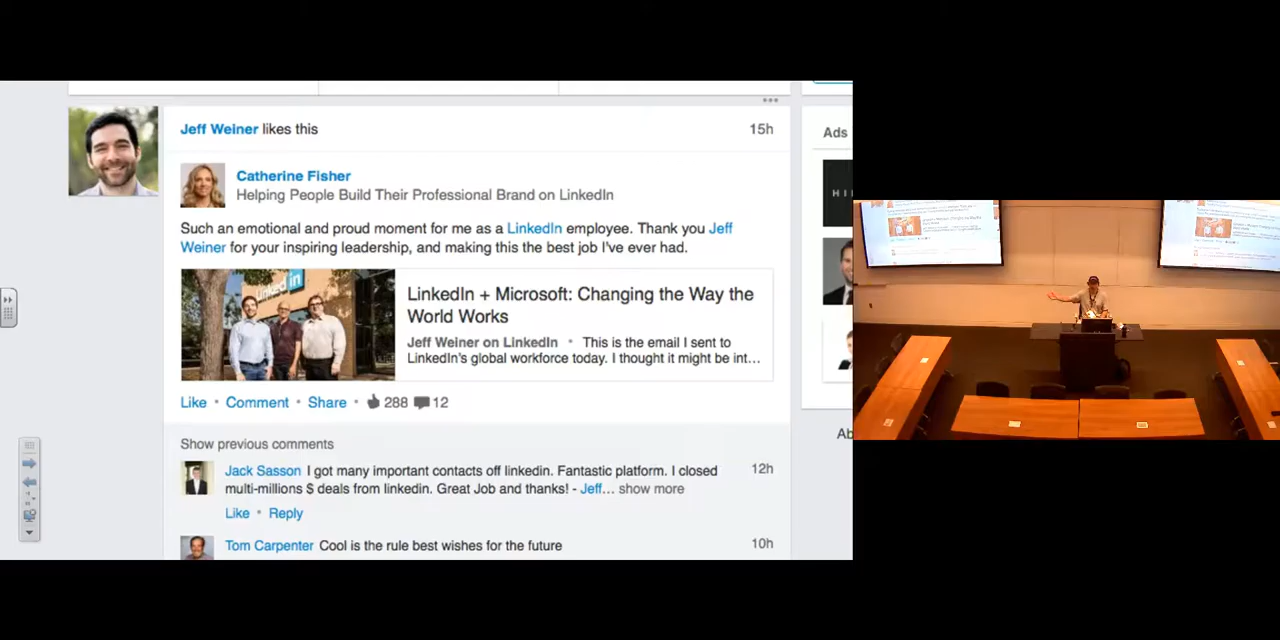 Jeff Weiner likes this 15h
Catherine Fisher
Helping People Build Their Professional Brand on LinkedIn
Such an emotional and proud moment for me as a LinkedIn employee. Thank you Jeff
Weiner for your inspiring leadership, and making this the best job I've ever had.
LinkedIn + Microsoft: Changing the Way the
World Works
Jeff Weiner on LinkedIn • This is the email I sent to
LinkedIn's global workforce today. I thought it might be int...
Like • Comment • Share • 288 12
Show previous comments
Jack Sasson I got many important contacts off linkedin. Fantastic platform. I closed 12h
multi-millions $ deals from linkedin. Great Job and thanks! - Jeff... show more
Like • Reply
Tom Carpenter Cool is the rule best wishes for the future 10h
Ads